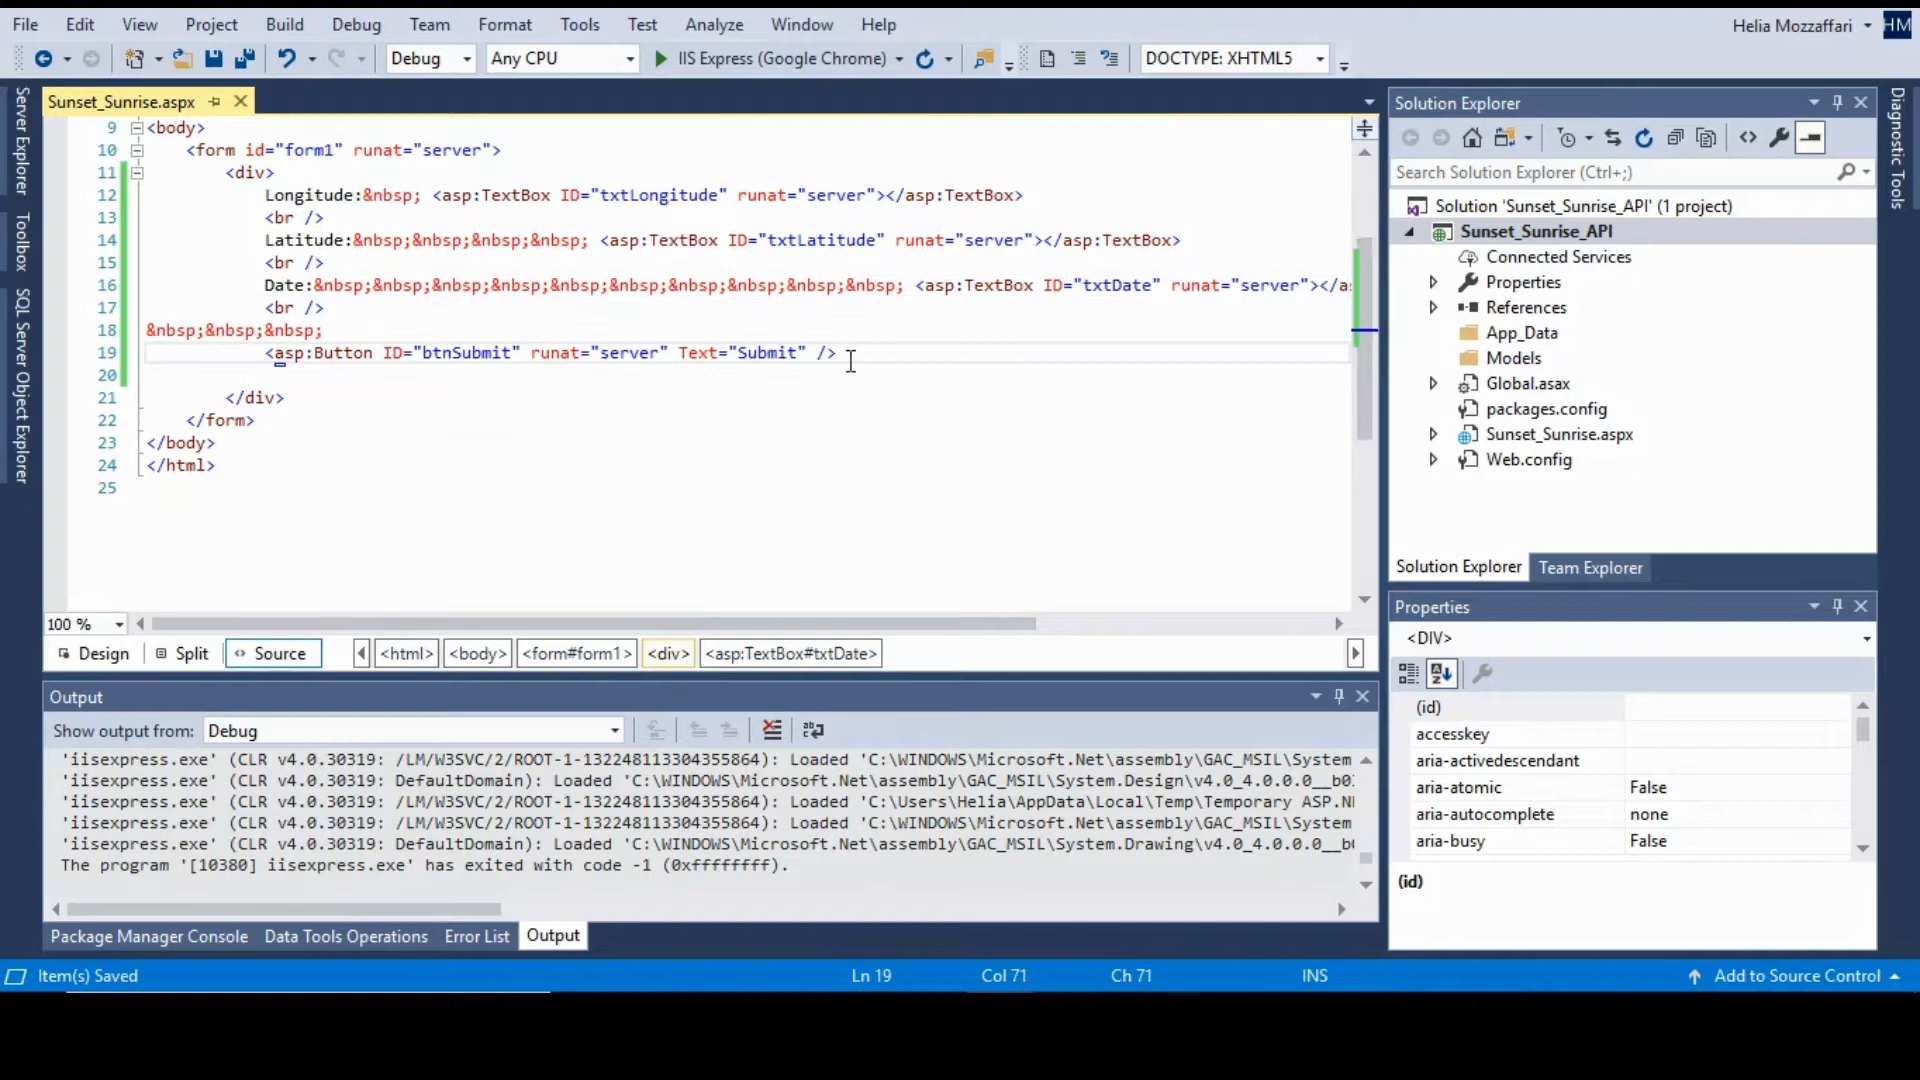 File Edit View Project Build Debug Team Format Tools Test Analyze Window Help Helia Mozzaffari HM
Debug Any CPU IIS Express (Google Chrome) DOCTYPE: XHTML5
Server Explorer
Toolbox
SQL Server Object Explorer
Sunset_Sunrise.aspx
9 <body>
10 <form id="form1" runat="server">
11 <div>
12 Longitude:&nbsp; <asp:TextBox ID="txtLongitude" runat="server"></asp:TextBox>
13 <br />
14 Latitude:&nbsp;&nbsp;&nbsp;&nbsp; <asp:TextBox ID="txtLatitude" runat="server"></asp:TextBox>
15 <br />
16 Date:&nbsp;&nbsp;&nbsp;&nbsp;&nbsp;&nbsp;&nbsp;&nbsp;&nbsp;&nbsp; <asp:TextBox ID="txtDate" runat="server"></a
17 <br />
18 &nbsp;&nbsp;&nbsp;
19 <asp:Button ID="btnSubmit" runat="server" Text="Submit" />
20
21 </div>
22 </form>
23 </body>
24 </html>
25
100 %
Design Split Source <html> <body> <form#form1> <div> <asp:TextBox#txtDate>
Output
Show output from: Debug
'iisexpress.exe' (CLR v4.0.30319: /LM/W3SVC/2/ROOT-1-132248113304355864): Loaded 'C:\WINDOWS\Microsoft.Net\assembly\GAC_MSIL\System
'iisexpress.exe' (CLR v4.0.30319: DefaultDomain): Loaded 'C:\WINDOWS\Microsoft.Net\assembly\GAC_MSIL\System.Design\v4.0_4.0.0.0__b0
'iisexpress.exe' (CLR v4.0.30319: /LM/W3SVC/2/ROOT-1-132248113304355864): Loaded 'C:\Users\Helia\AppData\Local\Temp\Temporary ASP.N
'iisexpress.exe' (CLR v4.0.30319: /LM/W3SVC/2/ROOT-1-132248113304355864): Loaded 'C:\WINDOWS\Microsoft.Net\assembly\GAC_MSIL\System
'iisexpress.exe' (CLR v4.0.30319: DefaultDomain): Loaded 'C:\WINDOWS\Microsoft.Net\assembly\GAC_MSIL\System.Drawing\v4.0_4.0.0.0__b
The program '[10380] iisexpress.exe' has exited with code -1 (0xffffffff).
Package Manager Console Data Tools Operations Error List Output
Solution Explorer
Search Solution Explorer (Ctrl+;)
Solution 'Sunset_Sunrise_API' (1 project)
Sunset_Sunrise_API
Connected Services
Properties
References
App_Data
Models
Global.asax
packages.config
Sunset_Sunrise.aspx
Web.config
Solution Explorer Team Explorer
Properties
<DIV>
(id)
accesskey
aria-activedescendant
aria-atomic False
aria-autocomplete none
aria-busy False
(id)
Diagnostic Tools
Item(s) Saved Ln 19 Col 71 Ch 71 INS Add to Source Control